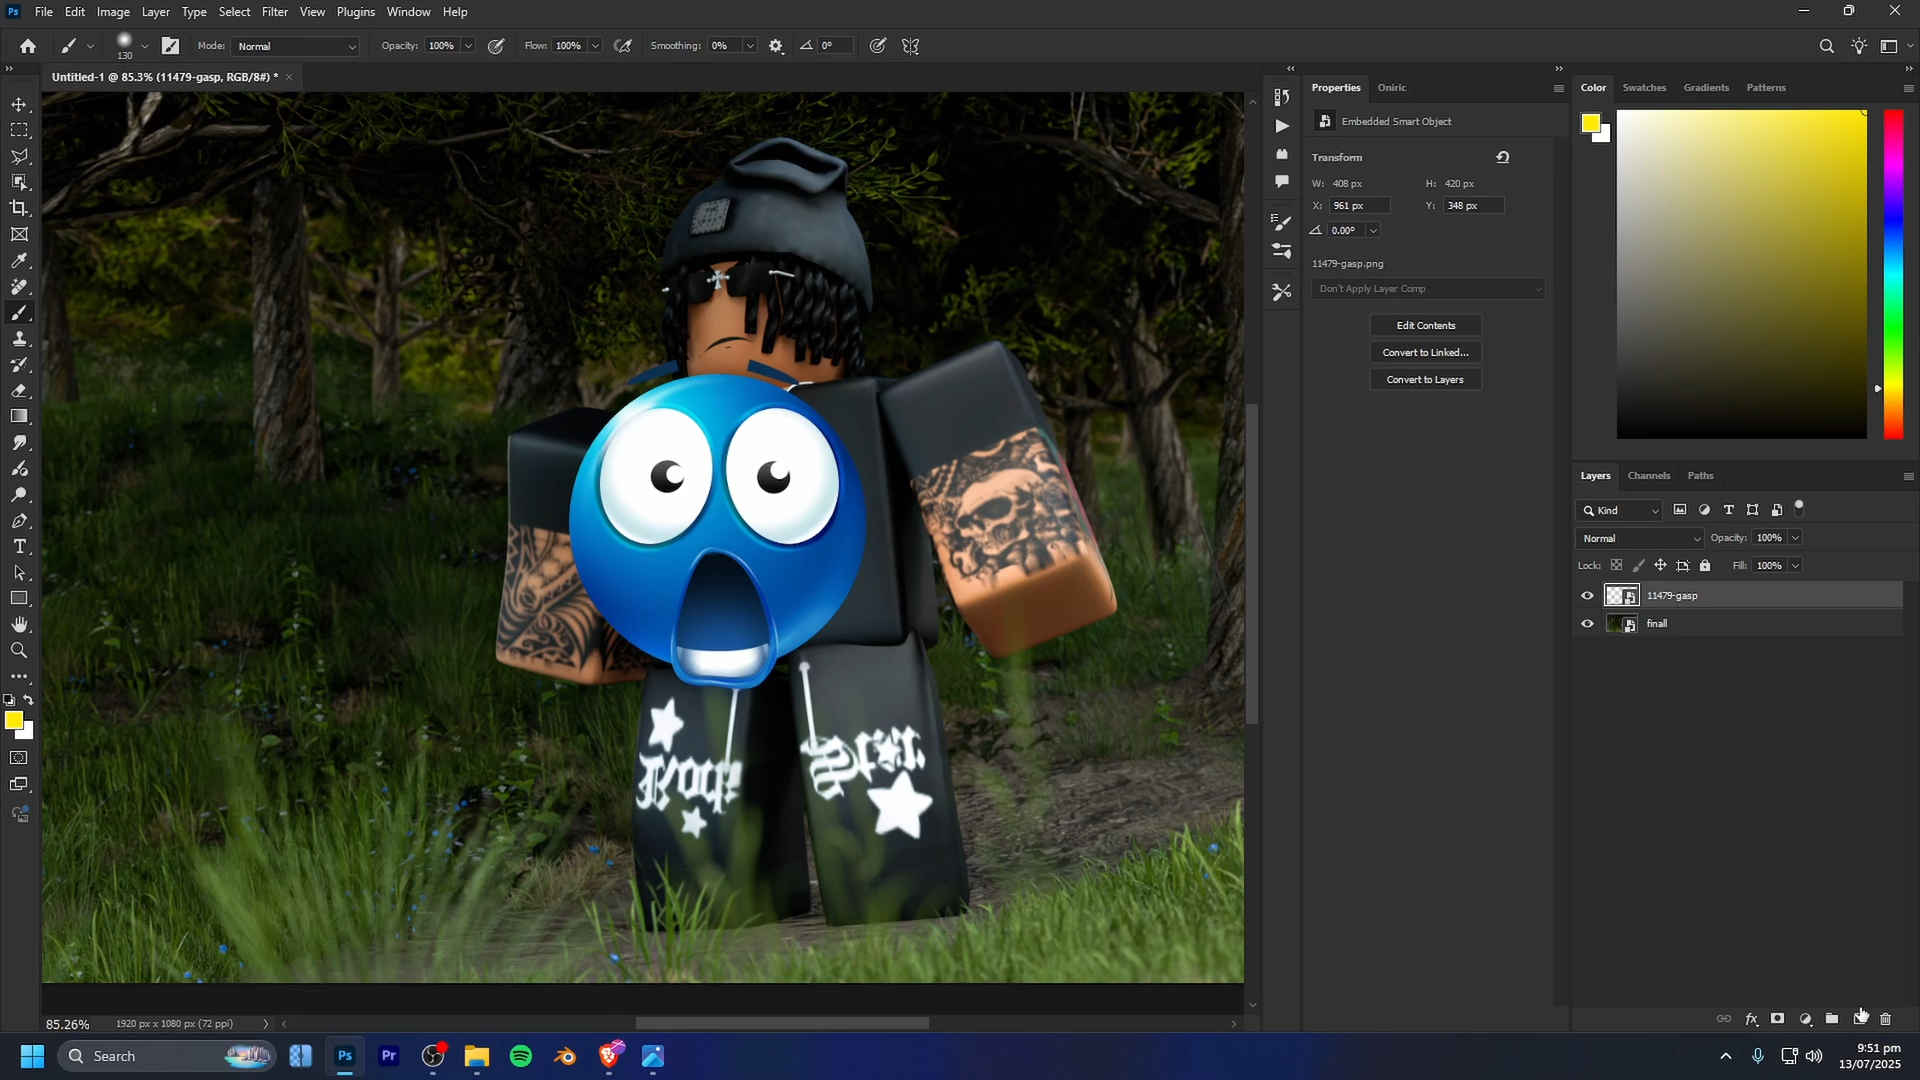 Ps File Edit Image Layer Type Select Filter View Plugins Window Help
130 Mode: Normal Opacity: 100% Flow: 100% Smoothing: 0% 0°
Untitled-1 @ 85.3% (11479-gasp, RGB/8#) * ×
Properties Oniric
Embedded Smart Object
Transform
W: 408 px H: 420 px
X: 961 px Y: 348 px
0.00°
11479-gasp.png
Don't Apply Layer Comp
Edit Contents
Convert to Linked...
Convert to Layers
Color Swatches Gradients Patterns
Layers Channels Paths
Kind
Normal Opacity: 100%
Lock: Fill: 100%
11479-gasp
finall
85.26% 1920 px x 1080 px (72 ppi)
Search Ps Pr
9:51 pm
13/07/2025